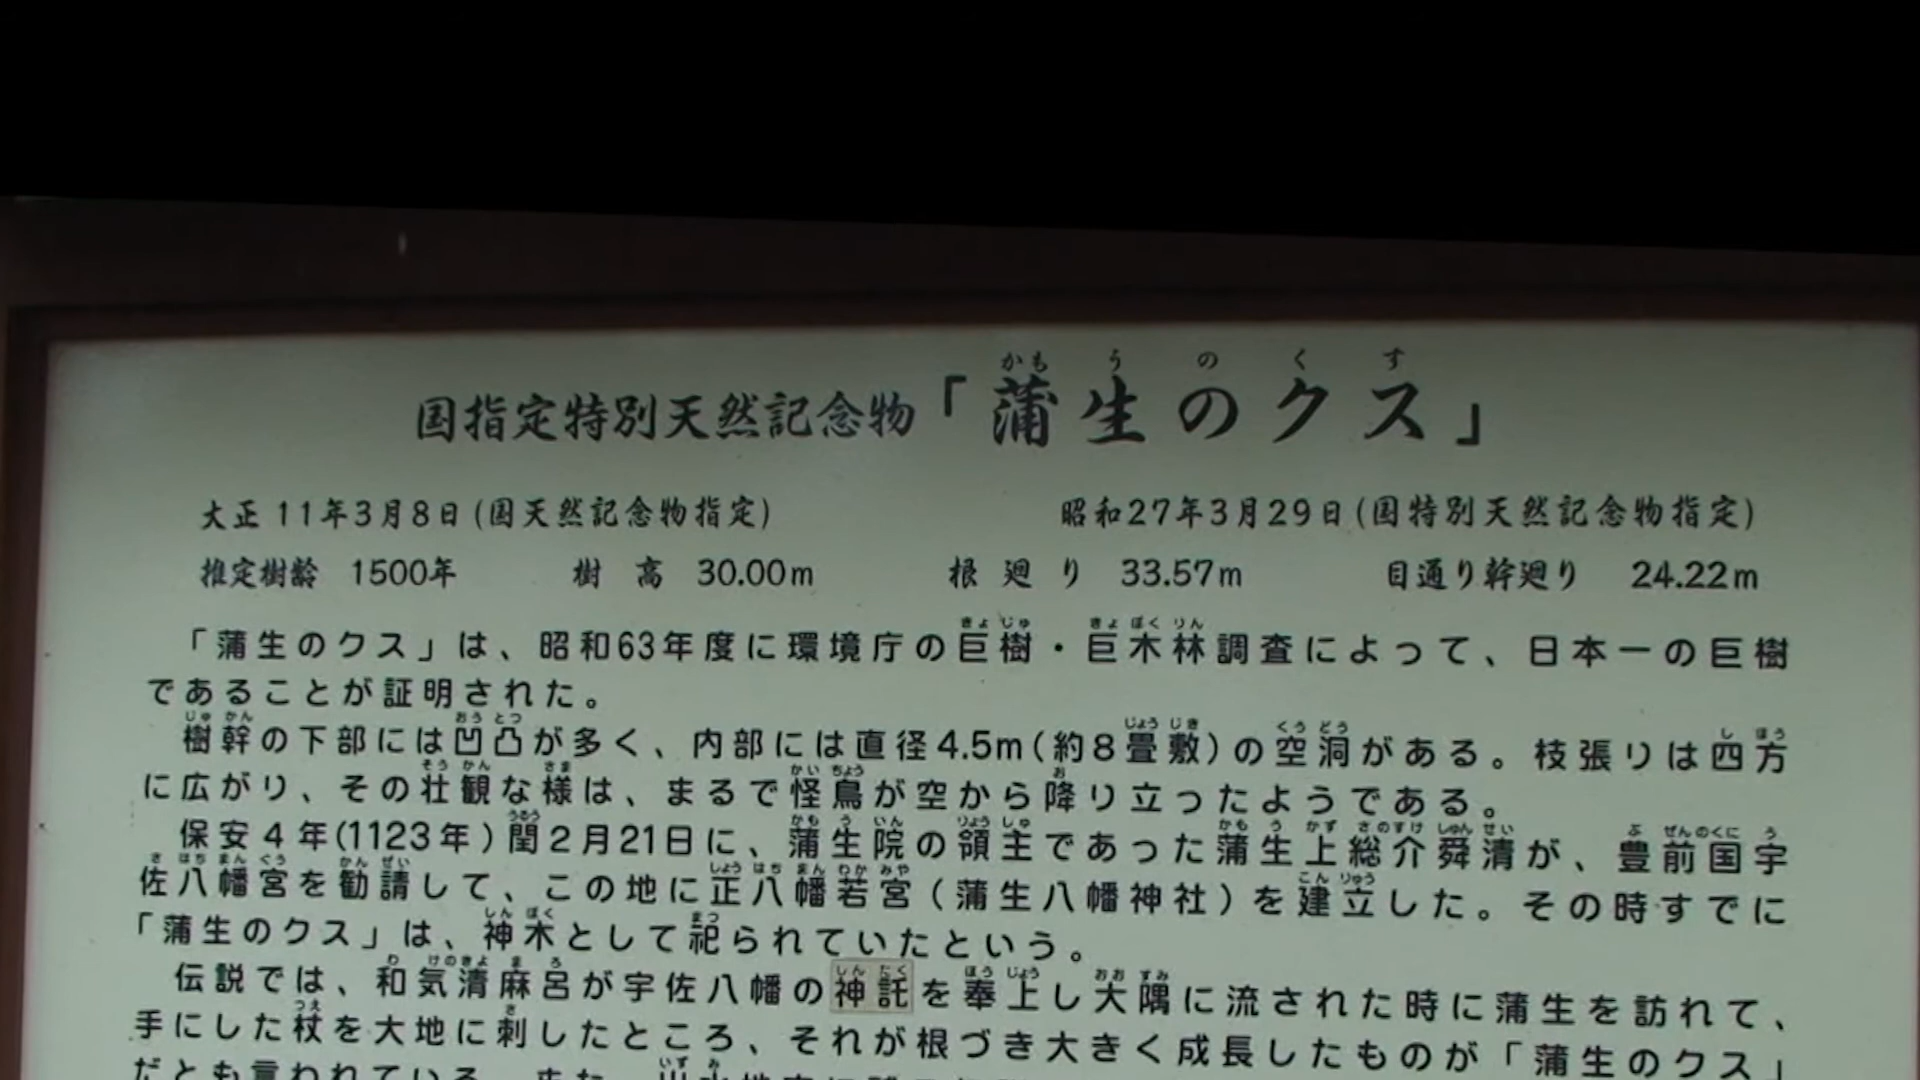 国指定特別天然記念物「蒲生のクス」
大正11年3月8日(国天然記念物指定) 昭和27年3月29日(国特別天然記念物指定)
推定樹齢 1500年 樹高 30.00m 根廻り 33.57m 目通り幹廻り 24.22m
「蒲生のクス」は、昭和63年度に環境庁の巨樹・巨木林調査によって、日本一の巨樹
であることが証明された。
樹幹の下部には凹凸が多く、内部には直径4.5m(約8畳敷)の空洞がある。枝張りは四方
に広がり、その壮観な様は、まるで怪鳥が空から降り立ったようである。
保安4年(1123年)閏2月21日に、蒲生院の領主であった蒲生上総介舜清が、豊前国宇
佐八幡宮を勧請して、この地に正八幡若宮(蒲生八幡神社)を建立した。その時すでに
「蒲生のクス」は、神木として祀られていたという。
伝説では、和気清麻呂が宇佐八幡の神託を奉上し大隅に流された時に蒲生を訪れて、
手にした杖を大地に刺したところ、それが根づき大きく成長したものが「蒲生のクス」
だとも言われている。また、